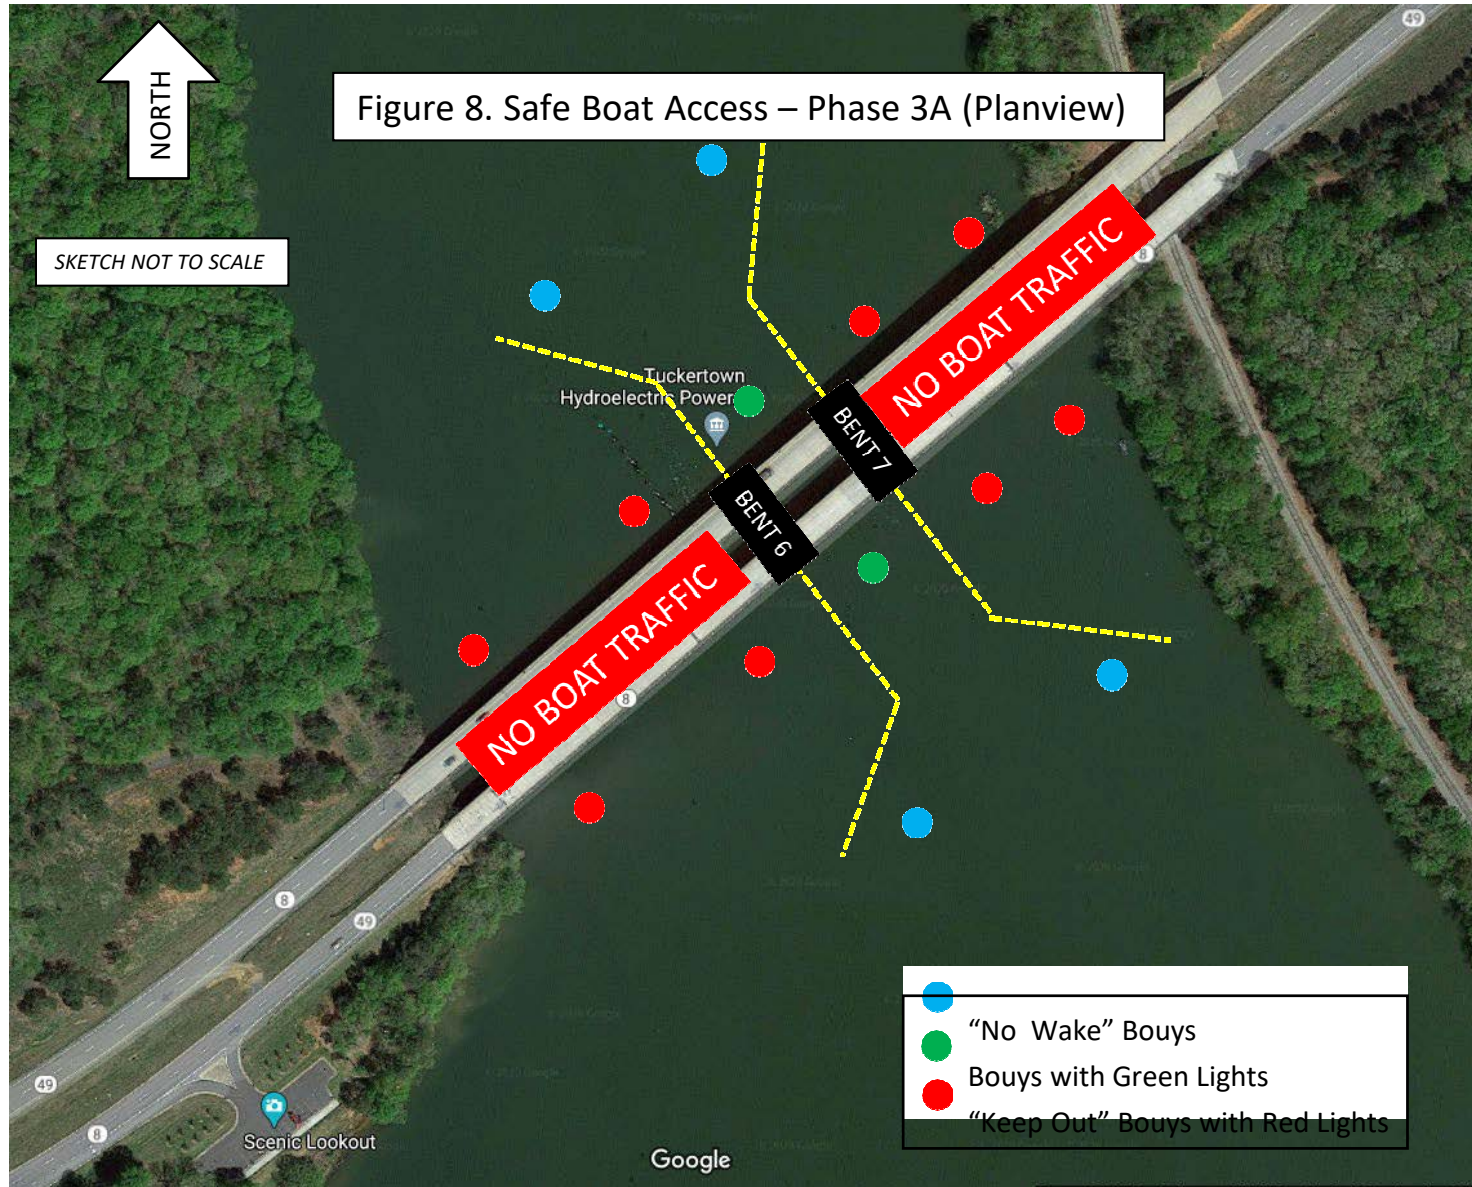 49
NORTH
Figure 8. Safe Boat Access – Phase 3A (Planview)
SKETCH NOT TO SCALE
8
NO BOAT TRAFFIC
Tuckertown
Hydroelectric Power
BENT 7
BENT 6
NO BOAT TRAFFIC
8
8
49
“No Wake” Bouys
Bouys with Green Lights
“Keep Out” Bouys with Red Lights
49
8
Scenic Lookout
Google